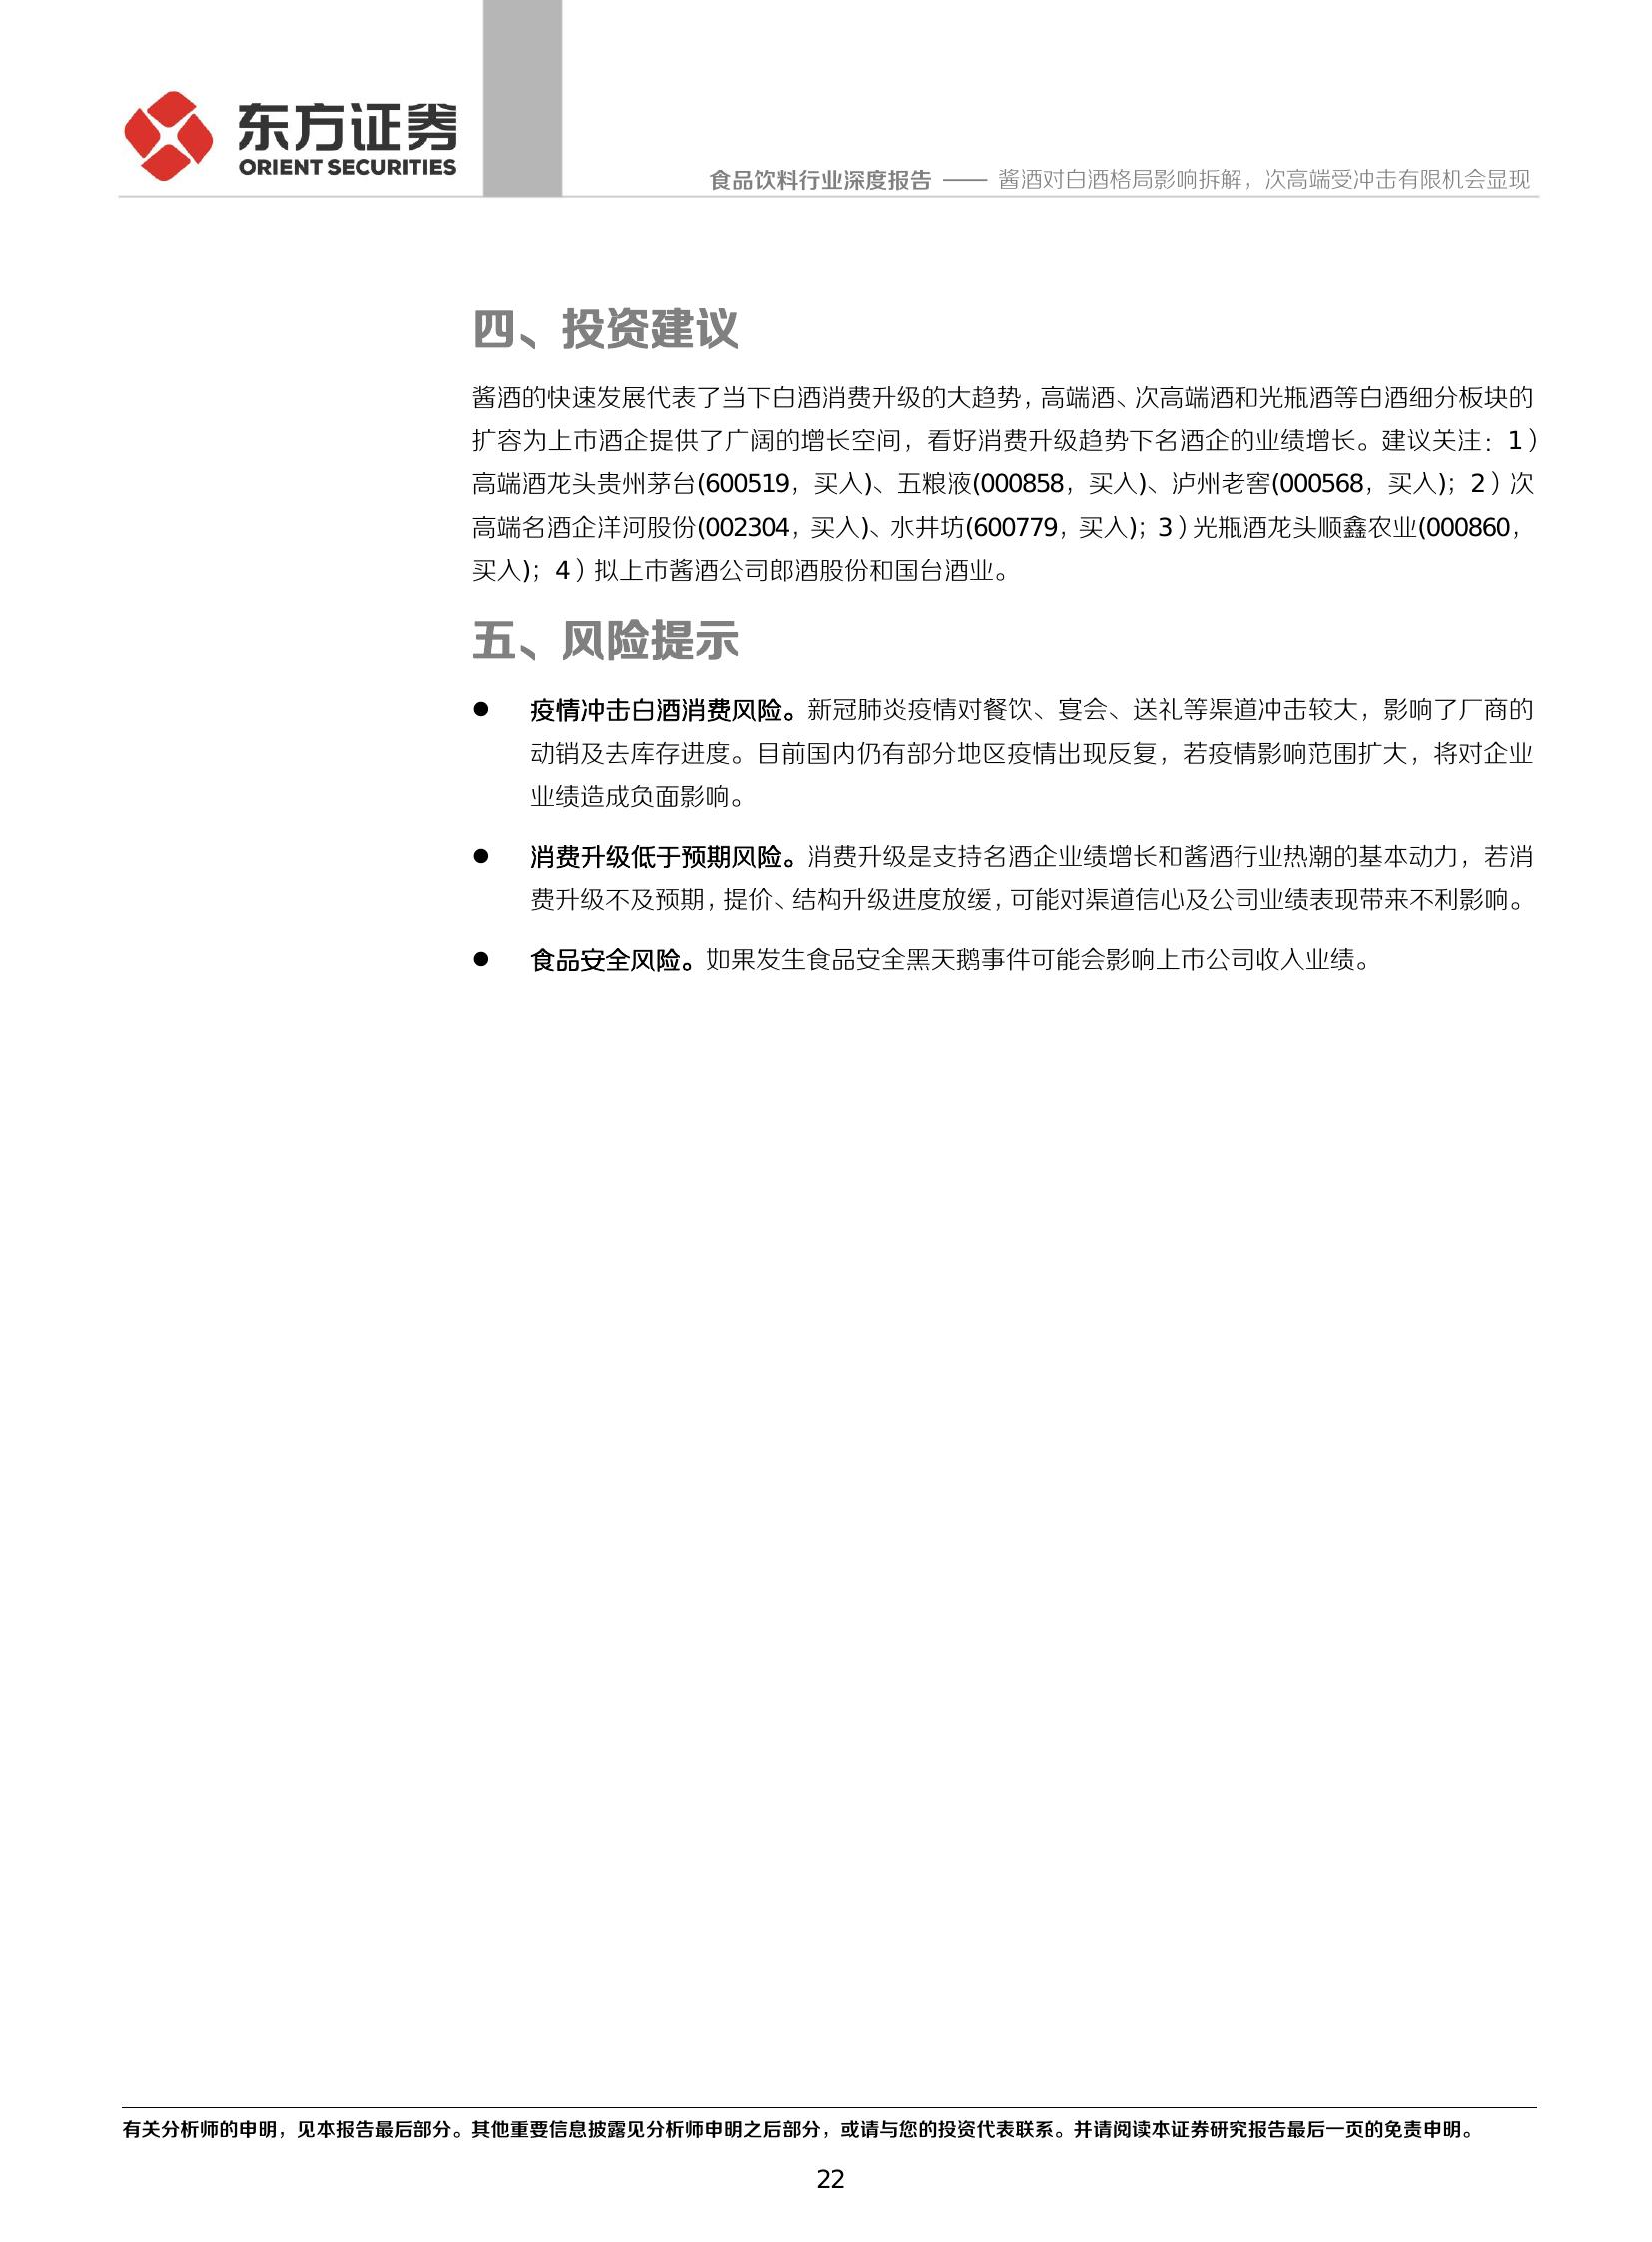 东方证券
ORIENT SECURITIES
食品饮料行业深度报告 —— 酱酒对白酒格局影响拆解，次高端受冲击有限机会显现
四、投资建议
酱酒的快速发展代表了当下白酒消费升级的大趋势，高端酒、次高端酒和光瓶酒等白酒细分板块的
扩容为上市酒企提供了广阔的增长空间，看好消费升级趋势下名酒企的业绩增长。建议关注：1）
高端酒龙头贵州茅台(600519，买入)、五粮液(000858，买入)、泸州老窖(000568，买入)；2）次
高端名酒企洋河股份(002304，买入)、水井坊(600779，买入)；3）光瓶酒龙头顺鑫农业(000860，
买入)；4）拟上市酱酒公司郎酒股份和国台酒业。
五、风险提示
● 疫情冲击白酒消费风险。新冠肺炎疫情对餐饮、宴会、送礼等渠道冲击较大，影响了厂商的
动销及去库存进度。目前国内仍有部分地区疫情出现反复，若疫情影响范围扩大，将对企业
业绩造成负面影响。
● 消费升级低于预期风险。消费升级是支持名酒企业绩增长和酱酒行业热潮的基本动力，若消
费升级不及预期，提价、结构升级进度放缓，可能对渠道信心及公司业绩表现带来不利影响。
● 食品安全风险。如果发生食品安全黑天鹅事件可能会影响上市公司收入业绩。
有关分析师的申明，见本报告最后部分。其他重要信息披露见分析师申明之后部分，或请与您的投资代表联系。并请阅读本证券研究报告最后一页的免责申明。
22